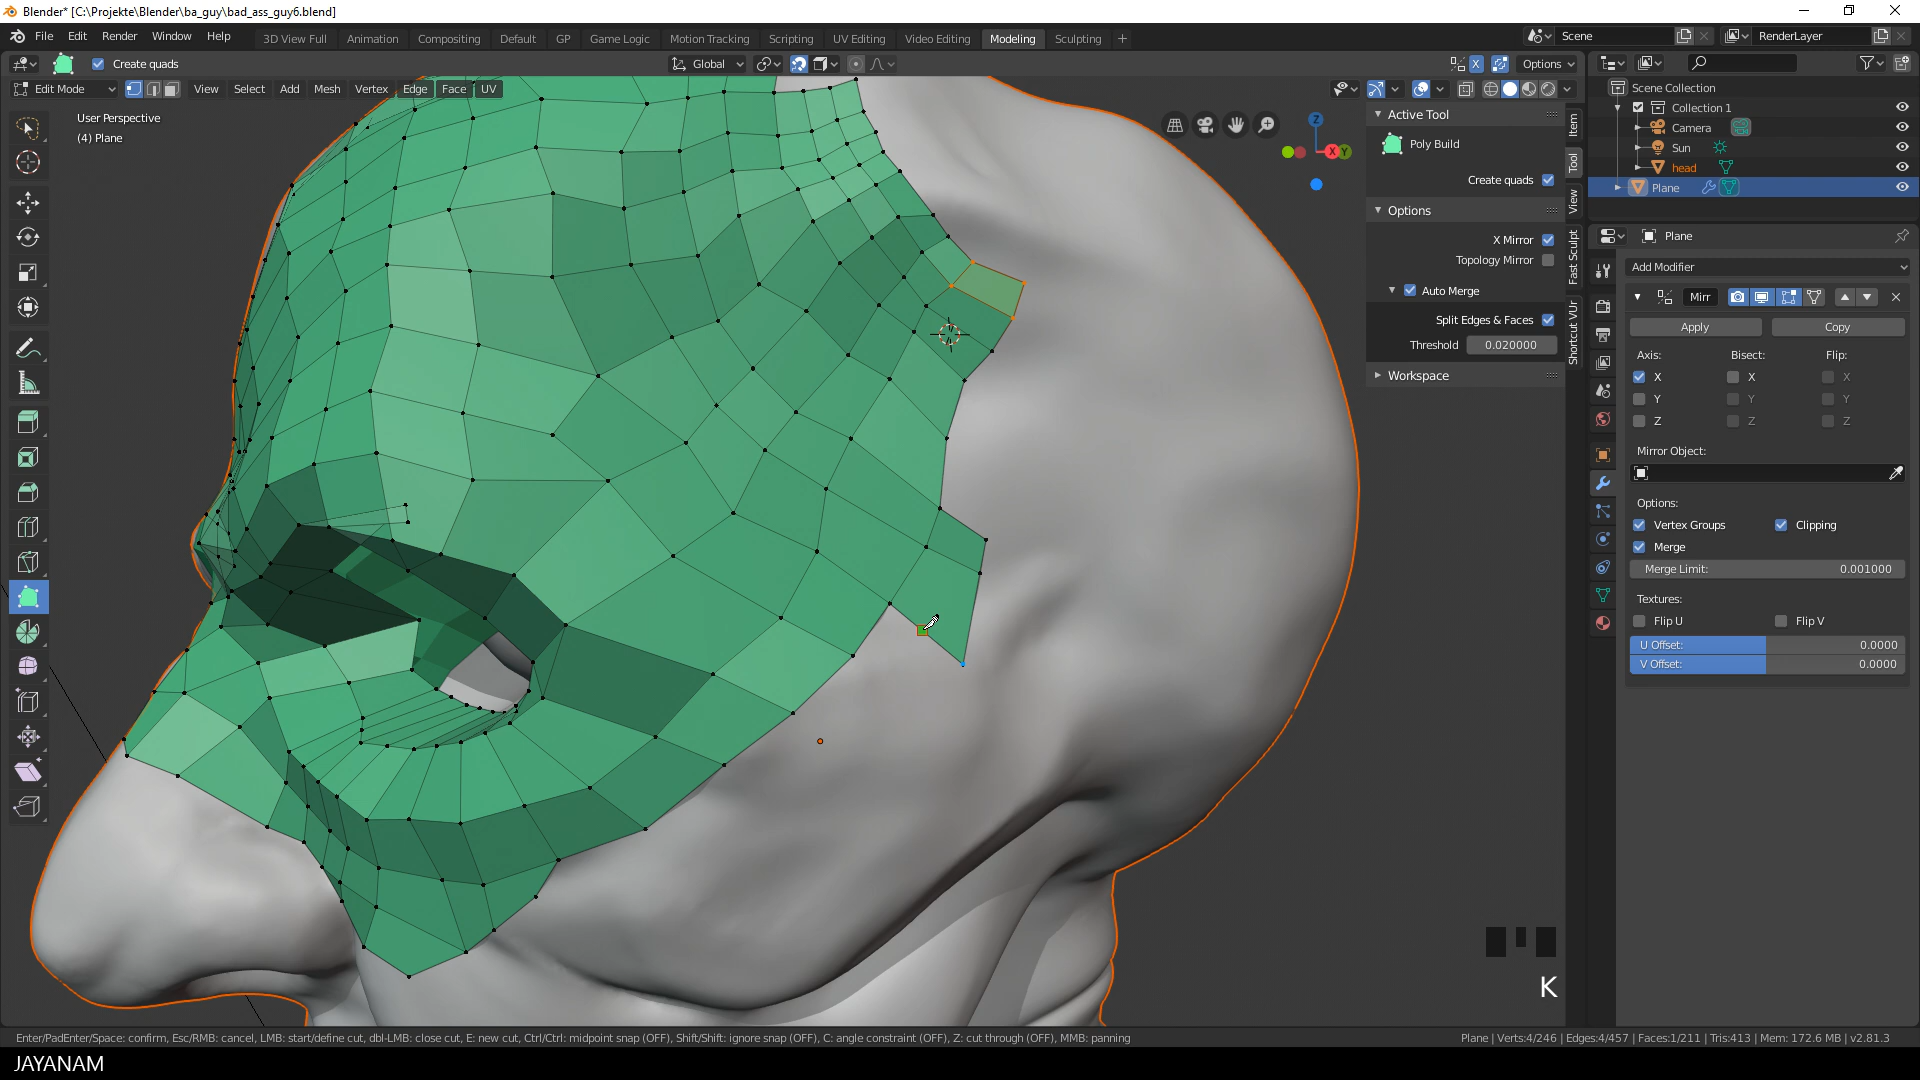 Blender* [C:\Projekte\Blender\ba_guy\bad_ass_guy6.blend]
File Edit Render Window Help 3D View Full Animation Compositing Default GP Game Logic Motion Tracking Scripting UV Editing Video Editing Modeling Sculpting + Scene RenderLayer
Create quads Global X Options
Edit Mode View Select Add Mesh Vertex Edge Face UV
User Perspective
(4) Plane
Z
X Y
Active Tool
Poly Build
Create quads
Options
X Mirror
Topology Mirror
Auto Merge
Split Edges & Faces
Threshold 0.020000
Workspace
Item
Tool
View
Fast Sculpt
Shortcut VUr
Scene Collection
Collection 1
Camera
Sun
head
Plane
Plane
Add Modifier
Mirr
Apply Copy
Axis: Bisect: Flip:
X X X
Y Y Y
Z Z Z
Mirror Object:
Options:
Vertex Groups Clipping
Merge
Merge Limit: 0.001000
Textures:
Flip U Flip V
U Offset: 0.0000
V Offset: 0.0000
K
Enter/PadEnter/Space: confirm, Esc/RMB: cancel, LMB: start/define cut, dbl-LMB: close cut, E: new cut, Ctrl/Ctrl: midpoint snap (OFF), Shift/Shift: ignore snap (OFF), C: angle constraint (OFF), Z: cut through (OFF), MMB: panning
Plane | Verts:4/246 | Edges:4/457 | Faces:1/211 | Tris:413 | Mem: 172.6 MB | v2.81.3
JAYANAM